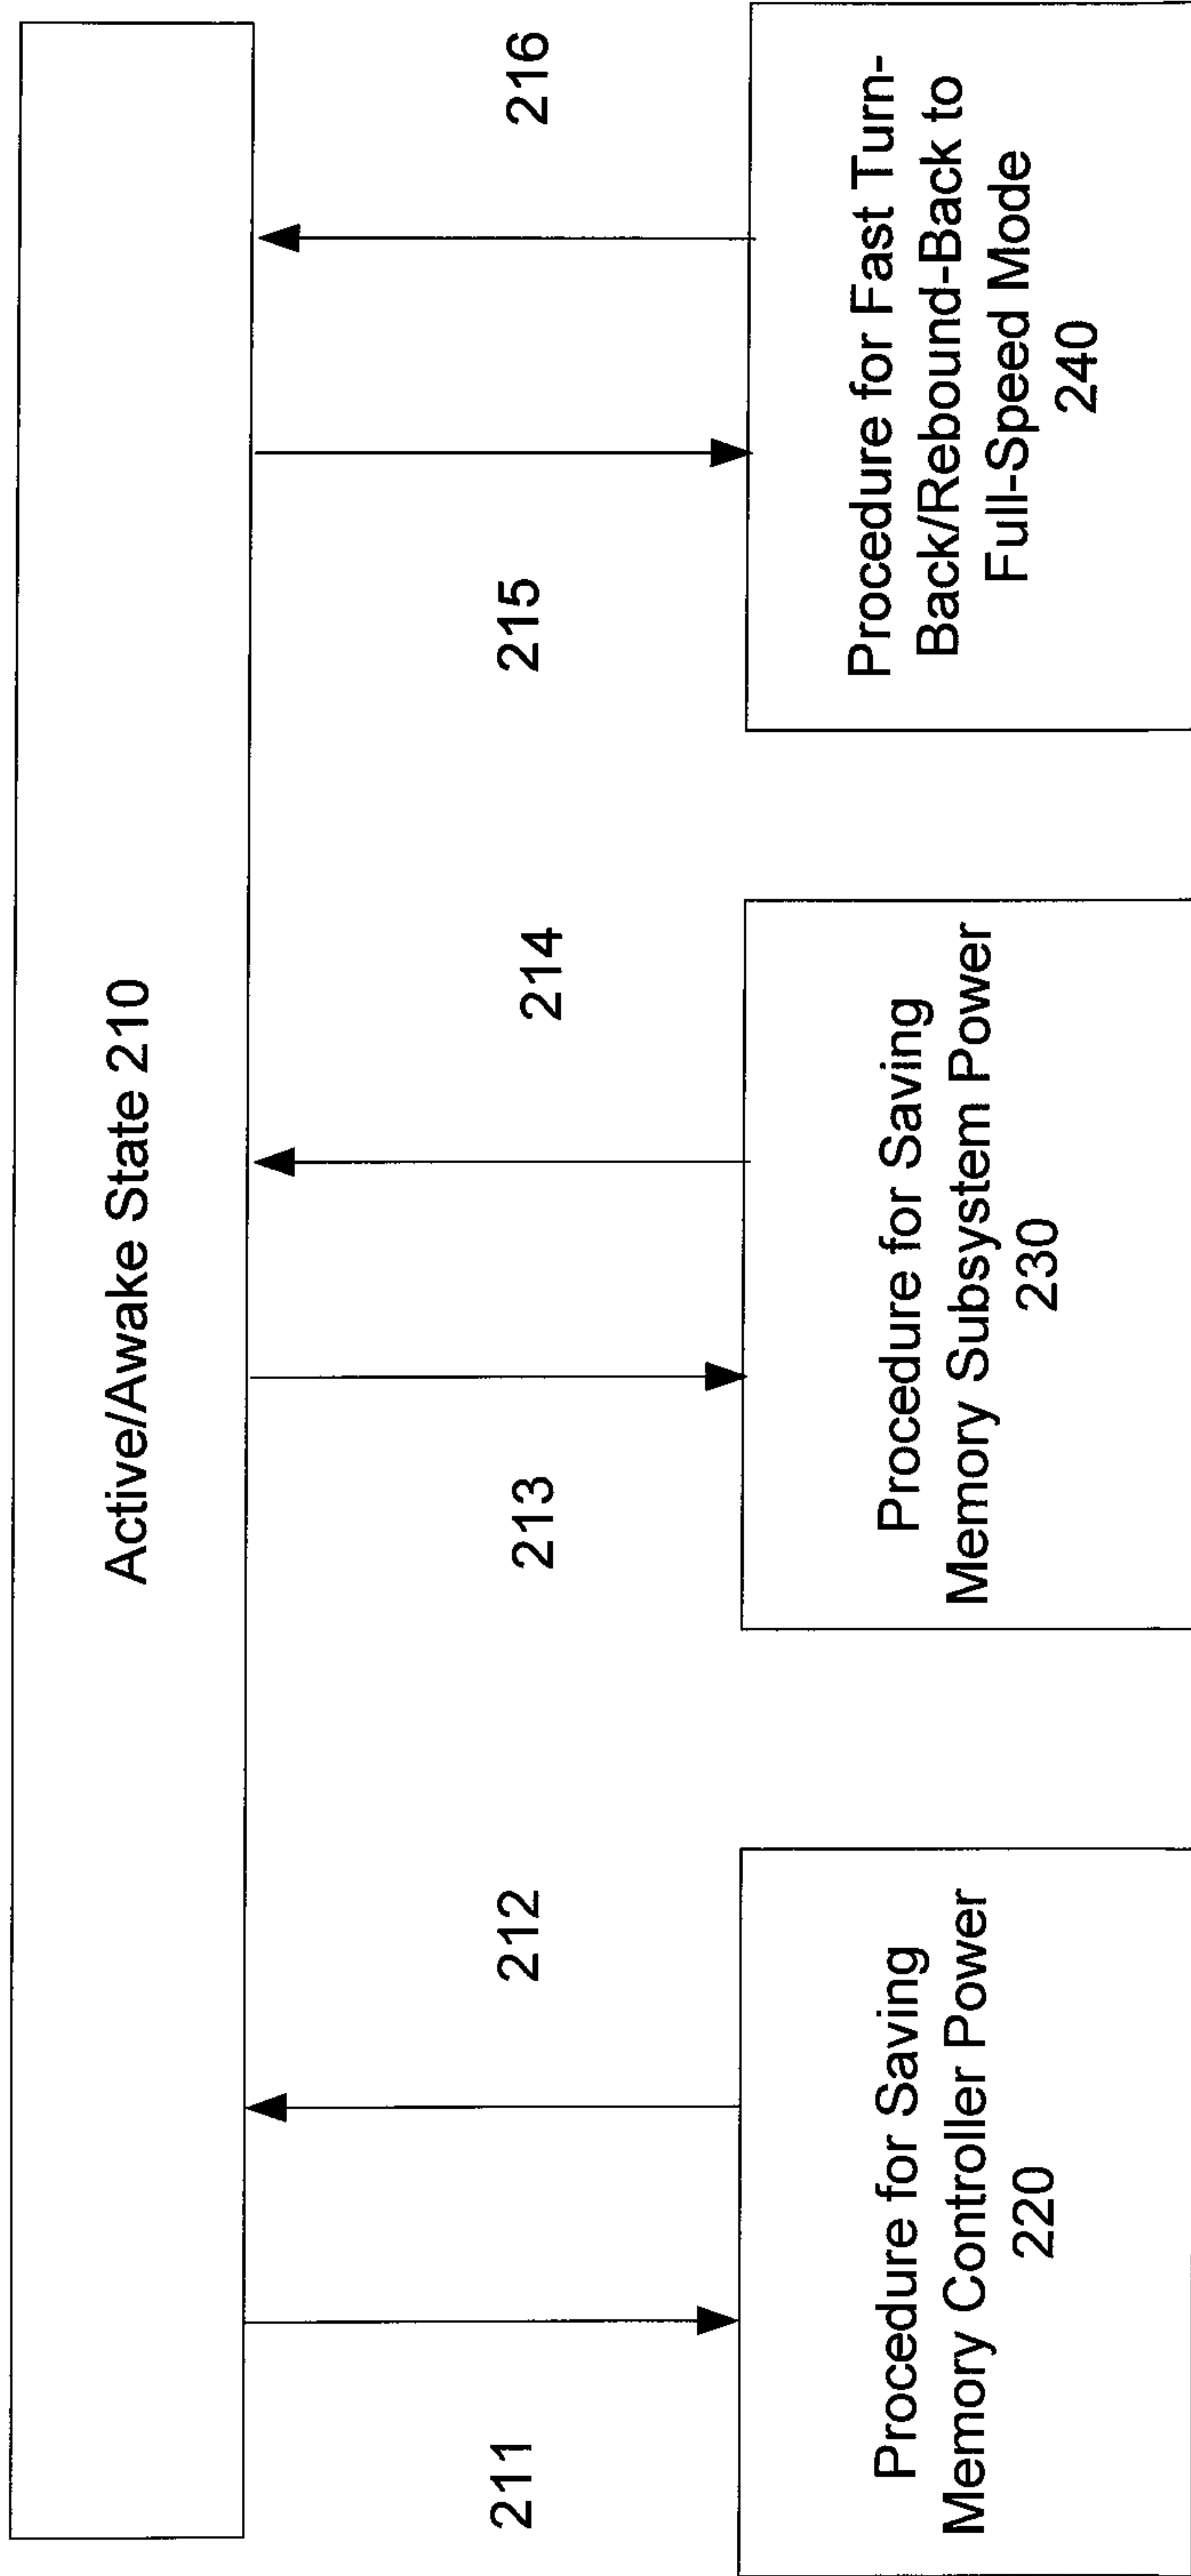 Active/Awake State 210
211
212
213
214
215
216
Procedure for Saving
Memory Controller Power
220
Procedure for Saving
Memory Subsystem Power
230
Procedure for Fast Turn-
Back/Rebound-Back to
Full-Speed Mode
240